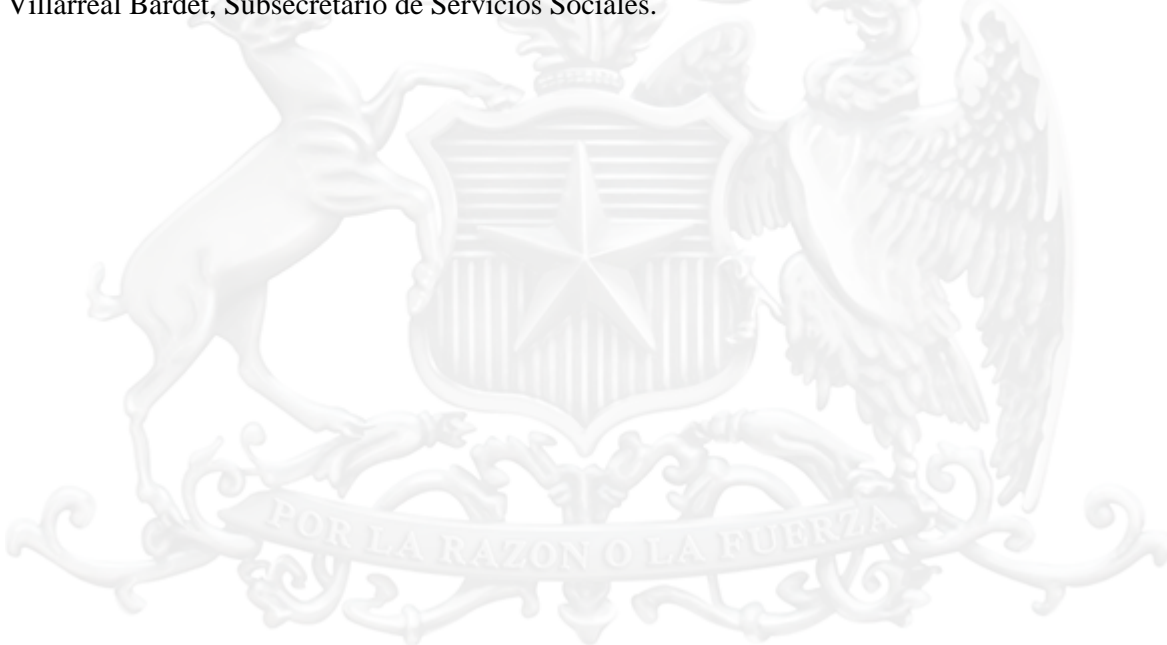 Villarreal Bardet, Subsecretario de Servicios Sociales.
POR LA RAZON O LA FUERZA